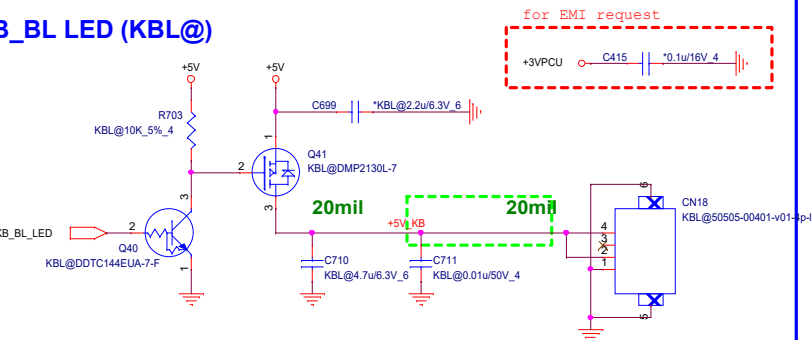 B_BL LED (KBL@)
for EMI request
+3VPCU
C415
*0.1u/16V_4
+5V
+5V
R703
KBL@10K_5%_4
C699
*KBL@2.2u/6.3V_6
1
2
3
Q41
KBL@DMP2130L-7
20mil
20mil
+5V_KB
KB_BL_LED
2
3
1
Q40
KBL@DDTC144EUA-7-F
C710
KBL@4.7u/6.3V_6
C711
KBL@0.01u/50V_4
6
4
3
2
1
5
CN18
KBL@50505-00401-v01-4p-l